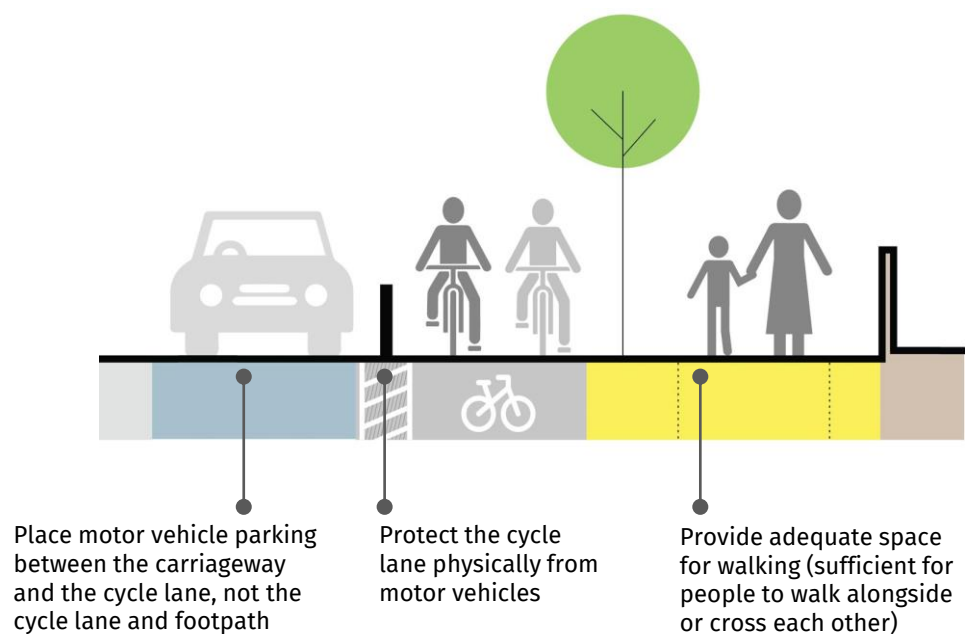 Place motor vehicle parking
between the carriageway
and the cycle lane, not the
cycle lane and footpath
Protect the cycle
lane physically from
motor vehicles
Provide adequate space
for walking (sufficient for
people to walk alongside
or cross each other)